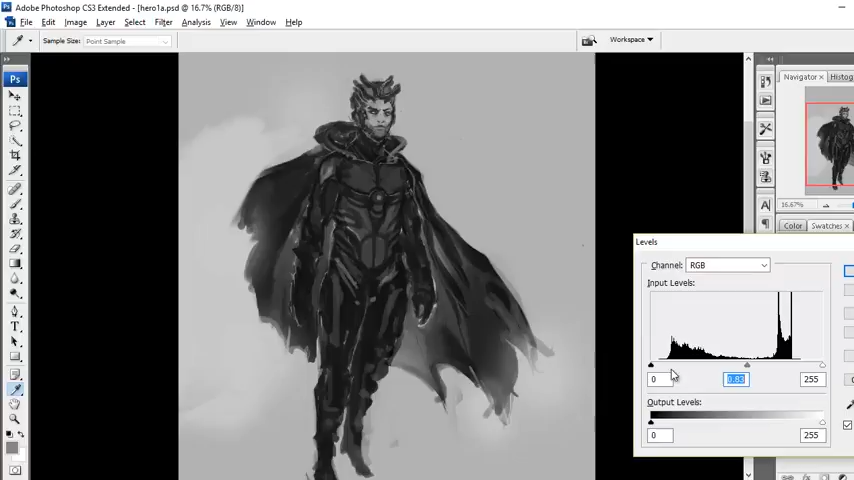 Adobe Photoshop CS3 Extended - [hero1a.psd @ 16.7% (RGB/8)]
File Edit Image Layer Select Filter Analysis View Window Help
Sample Size: Point Sample
Workspace
Ps
Navigator × Histog
16.67%
Color Swatches ×
Levels
Channel: RGB
Input Levels:
0 0.83 255
Output Levels:
0 255